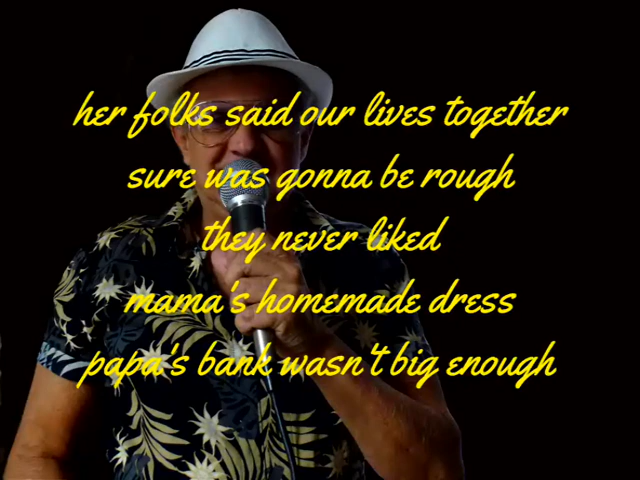 her folks said our lives together
sure was gonna be rough
they never liked
mama's homemade dress
papa's bank wasn't big enough